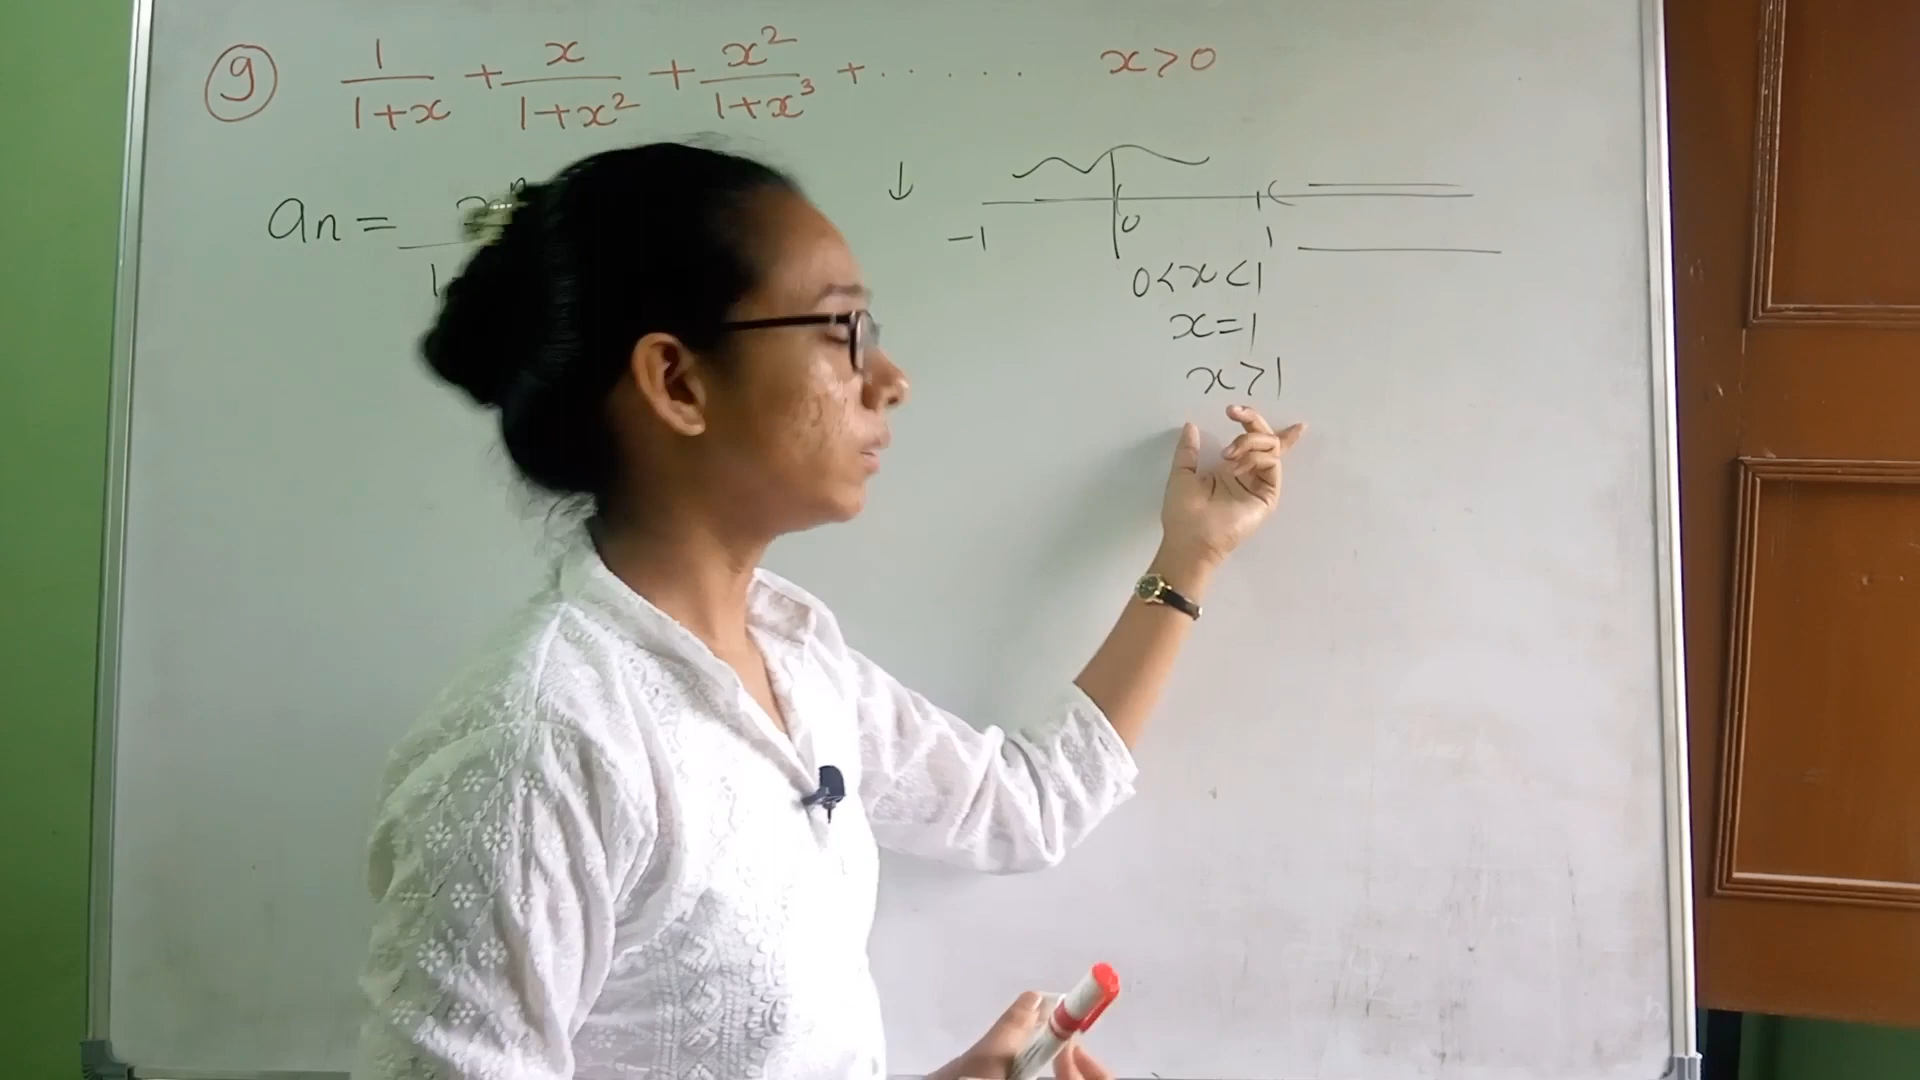 9 1/(1+x) + x/(1+x²) + x²/(1+x³) + ..... x>0
an =
↓
-1 0 1
0<x<1
x=1
x>1